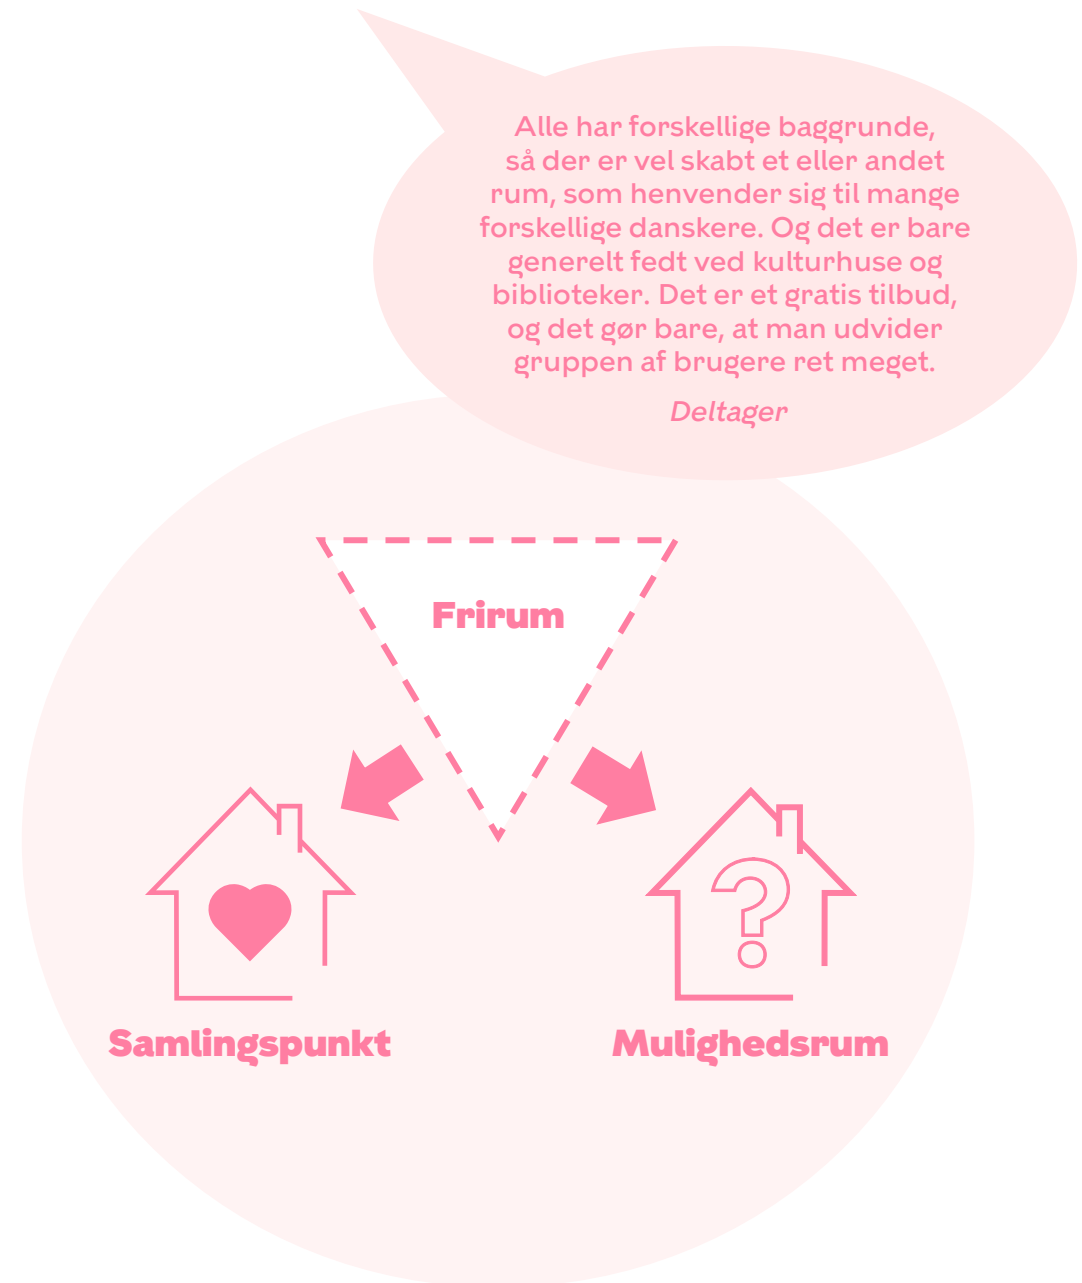 Alle har forskellige baggrunde,
så der er vel skabt et eller andet
rum, som henvender sig til mange
forskellige danskere. Og det er bare
generelt fedt ved kulturhuse og
biblioteker. Det er et gratis tilbud,
og det gør bare, at man udvider
gruppen af brugere ret meget.
Deltager
Frirum
?
Samlingspunkt
Mulighedsrum